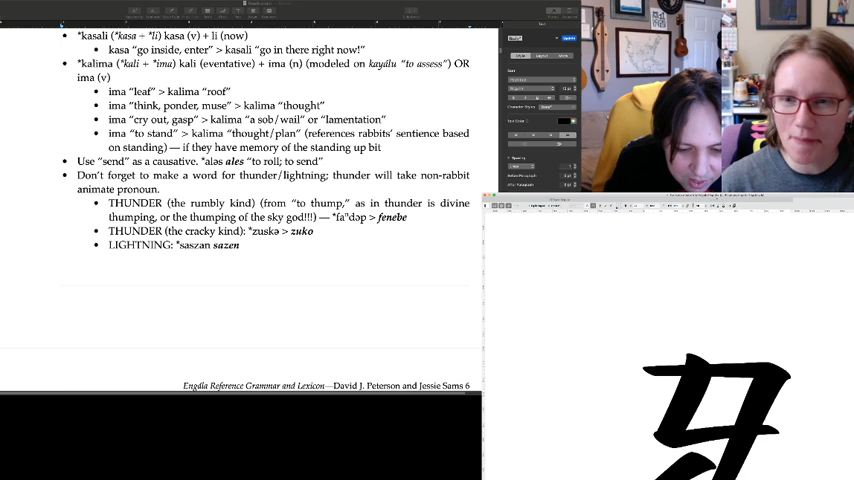 *kasali (*kasa ÷ *li) kasa (v) + li (now)
kasa “go inside, enter” > kasali “go in there right now!”
*kalima (*kali + *ima) kali (eventative) + ima (n) (modeled on kayálu “to assess”) OR
ima (v)
ima “leaf” > kalima “roof”
ima “think, ponder, muse” > kalima “thought”
ima “cry out, gasp” > kalima “a sob/wail” or “lamentation”
ima “to stand” > kalima “thought/plan” (references rabbits’ sentience based
on standing) — if they have memory of the standing up bit
Use “send” as a causative. *aləs ales “to roll; to send”
Don’t forget to make a word for thunder/lightning; thunder will take non-rabbit
animate pronoun.
THUNDER (the rumbly kind) (from “to thump,” as in thunder is divine
thumping, or the thumping of the sky god!!!) — *faⁿdəp > fenebe
THUNDER (the cracky kind): *zuskə > zuko
LIGHTNING: *saszan sazen
Engála Reference Grammar and Lexicon—David J. Peterson and Jessie Sams 6